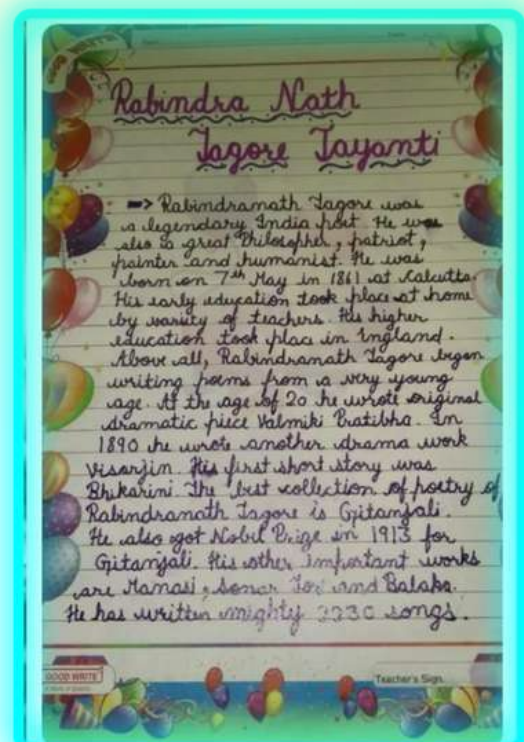 Rabindra Nath
Tagore Jayanti
Rabindranath Tagore was
a legendary India poet. He was
also a great Philosopher, patriot,
painter and humanist. He was
born on 7th May in 1861 at Calcutta.
His early education took place at home
by variety of teachers. His higher
education took place in England.
Above all, Rabindranath Tagore began
writing poems from a very young
age. At the age of 20 he wrote original
dramatic piece Valmiki Pratibha. In
1890 he wrote another drama work
Visarjin. His first short story was
Bhikarini. The best collection of poetry of
Rabindranath Tagore is Gitanjali.
He also got Nobel Prize in 1913 for
Gitanjali. His other important works
are Manasi, Sonar Tori and Balaka.
He has written mighty 2230 songs.
GOOD WRITE
Teacher's Sign.